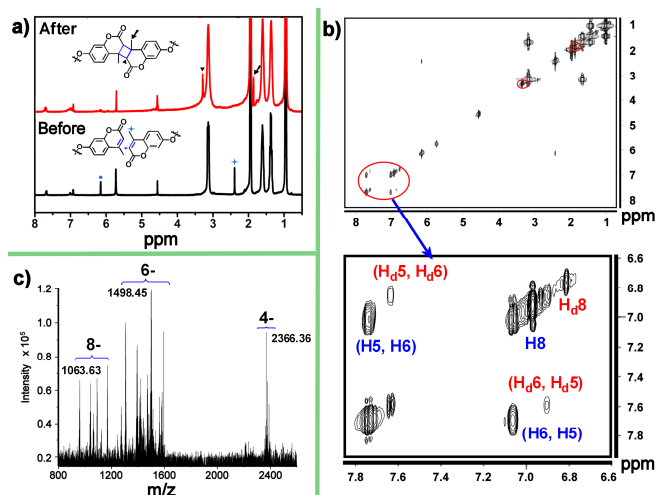 a)
After
O
O
O
O
O
O
Before
O
O
O
O
O
O
*
+
+
+
8 7 6 5 4 3 2 1
ppm
b)
1
2
3
4
5
6
7
8
ppm
8 7 6 5 4 3 2 1 ppm
c)
Intensity x 10⁵
1.2
1.0
0.8
0.6
0.4
0.2
8-
1063.63
6-
1498.45
4-
2366.36
800 1200 1600 2000 2400
m/z
(Hd5, Hd6)
(H5, H6)
Hd8
H8
(Hd6, Hd5)
(H6, H5)
6.6
6.8
7.0
7.2
7.4
7.6
7.8
ppm
7.8 7.6 7.4 7.2 7.0 6.8 6.6